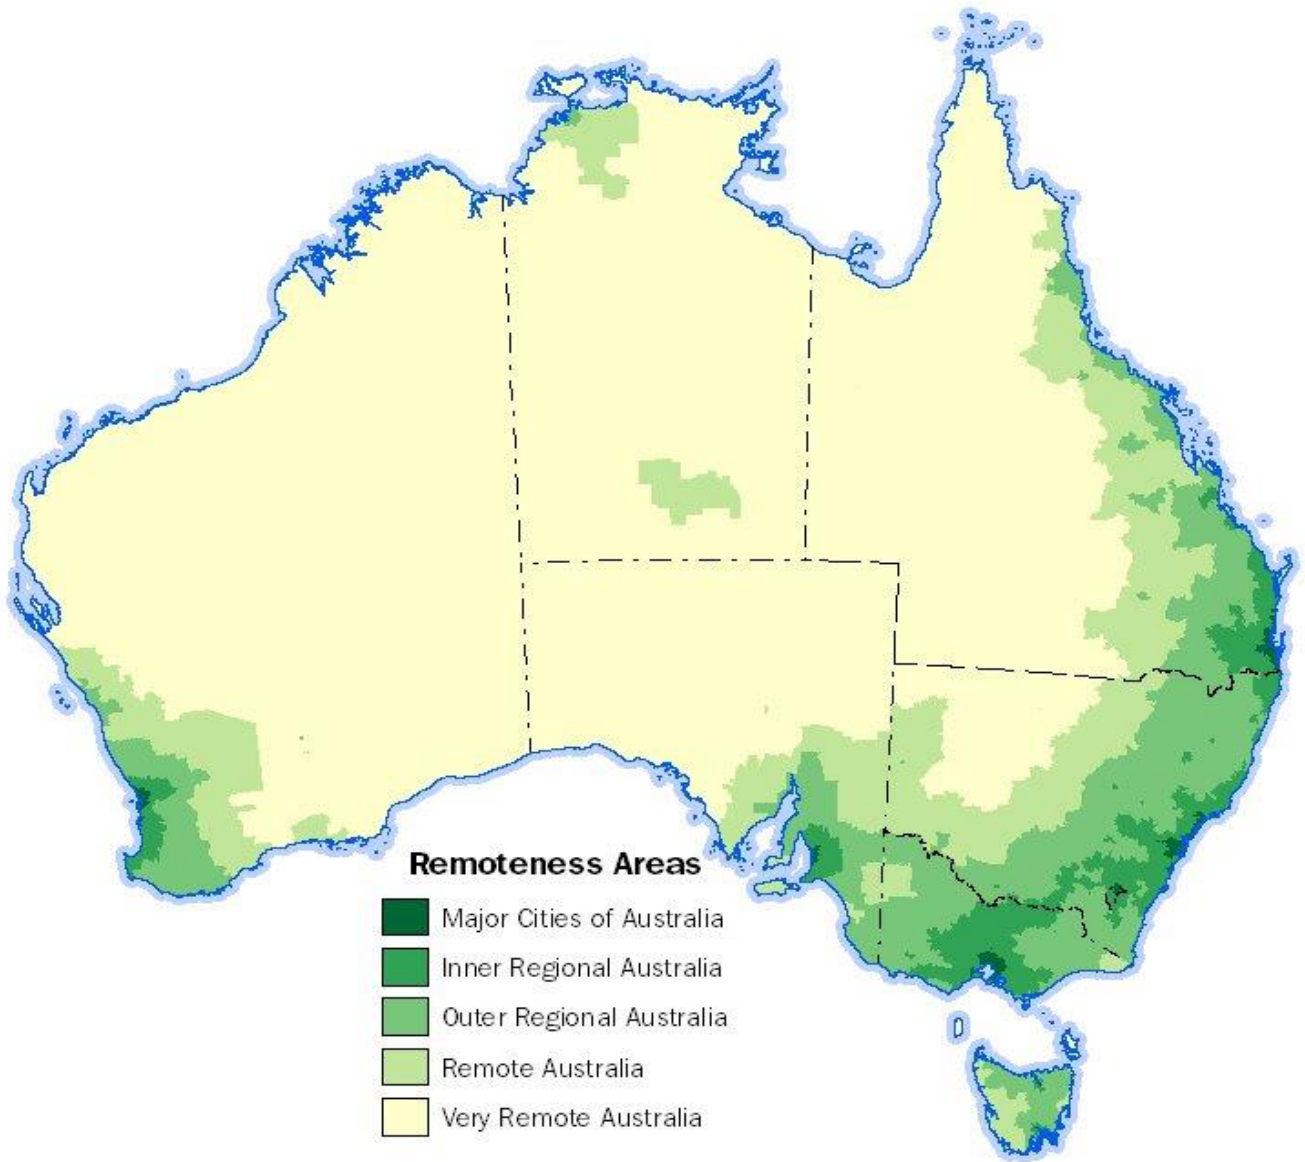 Remoteness Areas
Major Cities of Australia
Inner Regional Australia
Outer Regional Australia
Remote Australia
Very Remote Australia